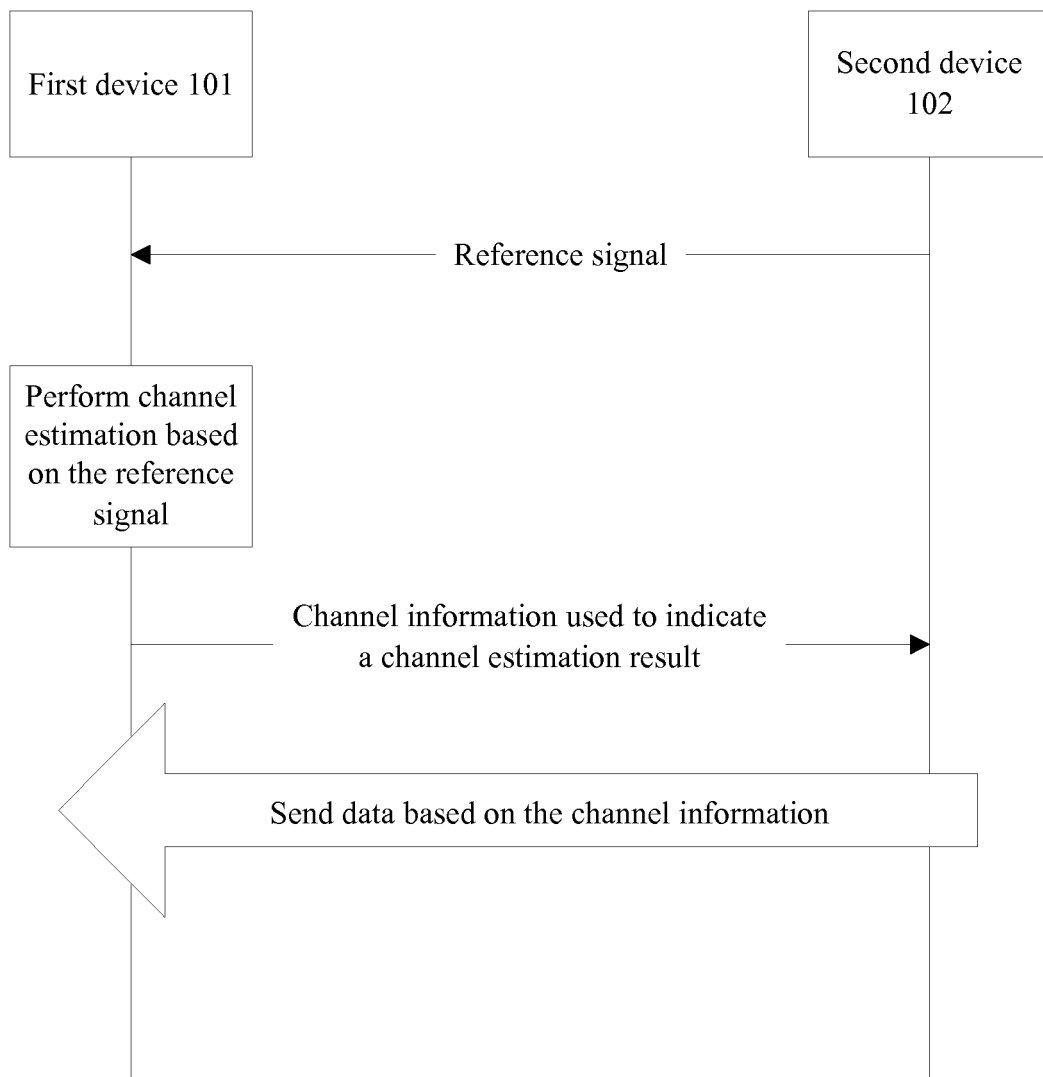 First device 101
Second device
102
Reference signal
Perform channel
estimation based
on the reference
signal
Channel information used to indicate
a channel estimation result
Send data based on the channel information